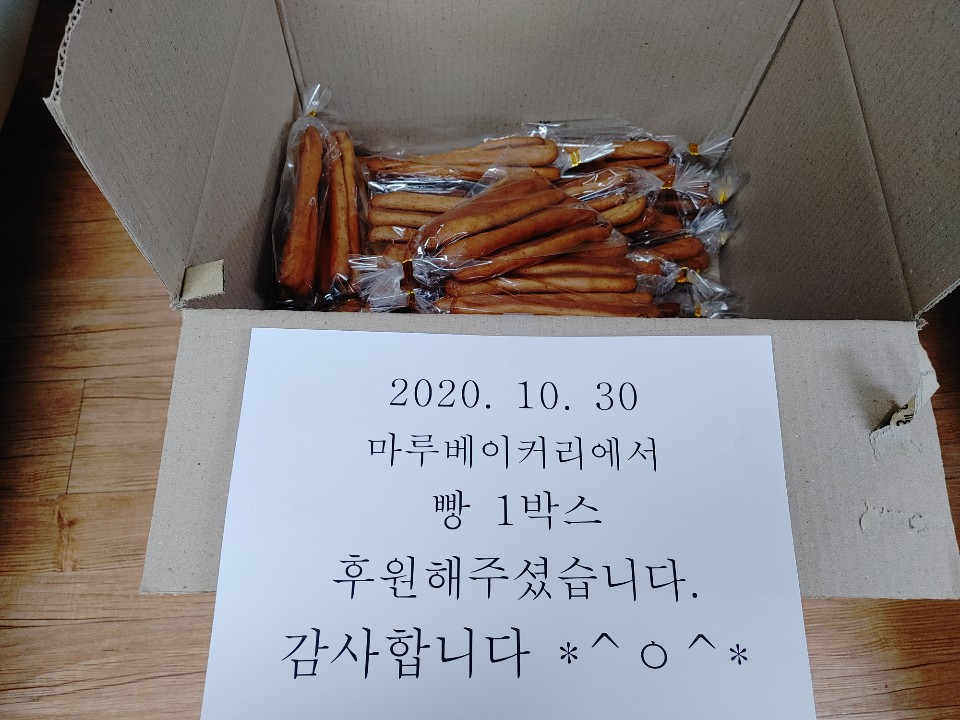 2020. 10. 30
마루베이커리에서
빵 1박스
후원해주셨습니다.
감사합니다 *^ㅇ^*